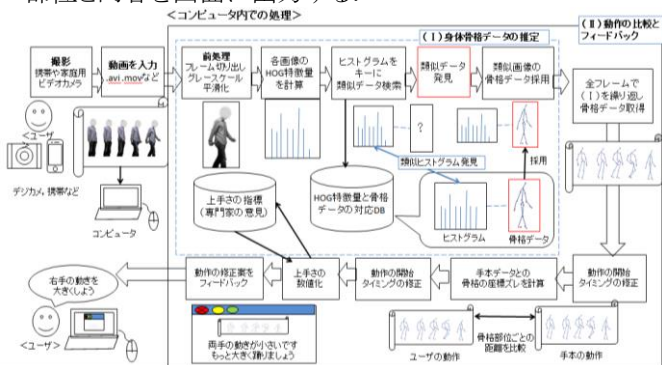 部位と内容を画面に出力する.
＜コンピュータ内での処理＞
(Ⅱ)動作の比較と
フィードバック
(Ⅰ)身体骨格データの推定
撮影
携帯や家庭用
ビデオカメラ
動画を入力
.avi .movなど
前処理
フレーム切り出し
グレースケール
平滑化
各画像の
HOG特徴量
を計算
ヒストグラムを
キーに
類似データ検索
類似データ
発見
類似画像の
骨格データ採用
全フレームで
(Ⅰ)を繰り返し
骨格データ取得
＜ユーザ
?
類似ヒストグラム発見
採用
デジカメ，携帯など
コンピュータ
上手さの指標
(専門家の意見)
HOG特徴量と骨格
データの対応DB
ヒストグラム
骨格データ
右手の動きを
大きくしよう
動作の修正案を
フィードバック
上手さの
数値化
動作の開始
タイミングの修正
手本データとの
骨格の座標ズレを計算
動作の開始
タイミングの修正
＜ユーザ＞
両手の動きが小さいです
もっと大きく踊りましょう
骨格部位ごとの
距離を比較
ユーザの動作
手本の動作